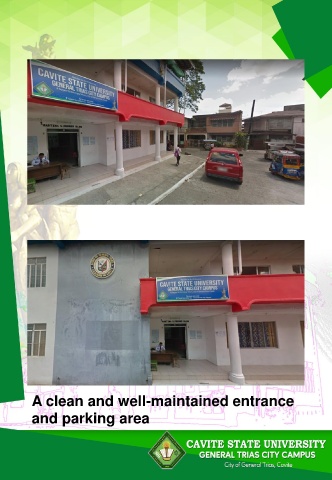 CAVITE STATE UNIVERSITY
GENERAL TRIAS CITY CAMPUS
CAVITE STATE UNIVERSITY
GENERAL TRIAS CITY CAMPUS
A clean and well-maintained entrance
and parking area
CAVITE STATE UNIVERSITY
GENERAL TRIAS CITY CAMPUS
City of General Trias, Cavite